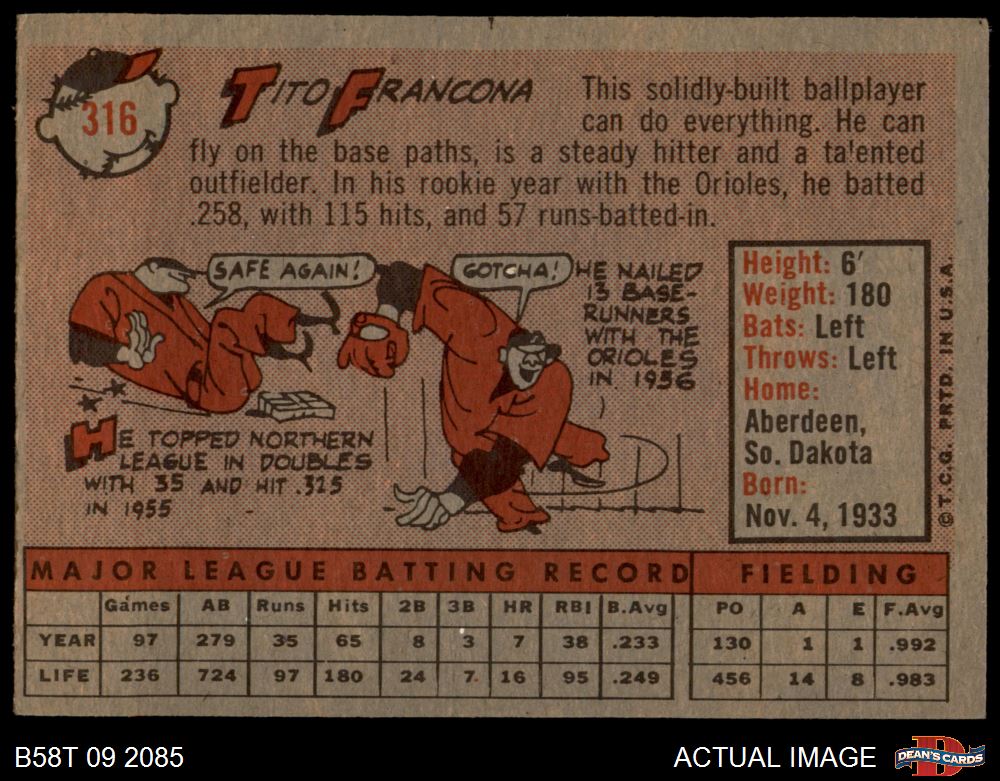 316
TITO FRANCONA
This solidly-built ballplayer
can do everything. He can
fly on the base paths, is a steady hitter and a ta'ented
outfielder. In his rookie year with the Orioles, he batted
.258, with 115 hits, and 57 runs-batted-in.
SAFE AGAIN!
HE TOPPED NORTHERN
LEAGUE IN DOUBLES
WITH 35 AND HIT .315
IN 1955
GOTCHA!
HE NAILED
13 BASE-
RUNNERS
WITH THE
ORIOLES
IN 1956
Height: 6'
Weight: 180
Bats: Left
Throws: Left
Home:
Aberdeen,
So. Dakota
Born:
Nov. 4, 1933
© T.C.G. PRTD. IN U.S.A.
MAJOR LEAGUE BATTING RECORD FIELDING
Games AB Runs Hits 2B 3B HR RBI B.Avg PO A E F.Avg
YEAR 97 279 35 65 8 3 7 38 .233 130 1 1 .992
LIFE 236 724 97 180 24 7 16 95 .249 456 14 8 .983
B58T 09 2085 ACTUAL IMAGE D DEAN'S CARDS